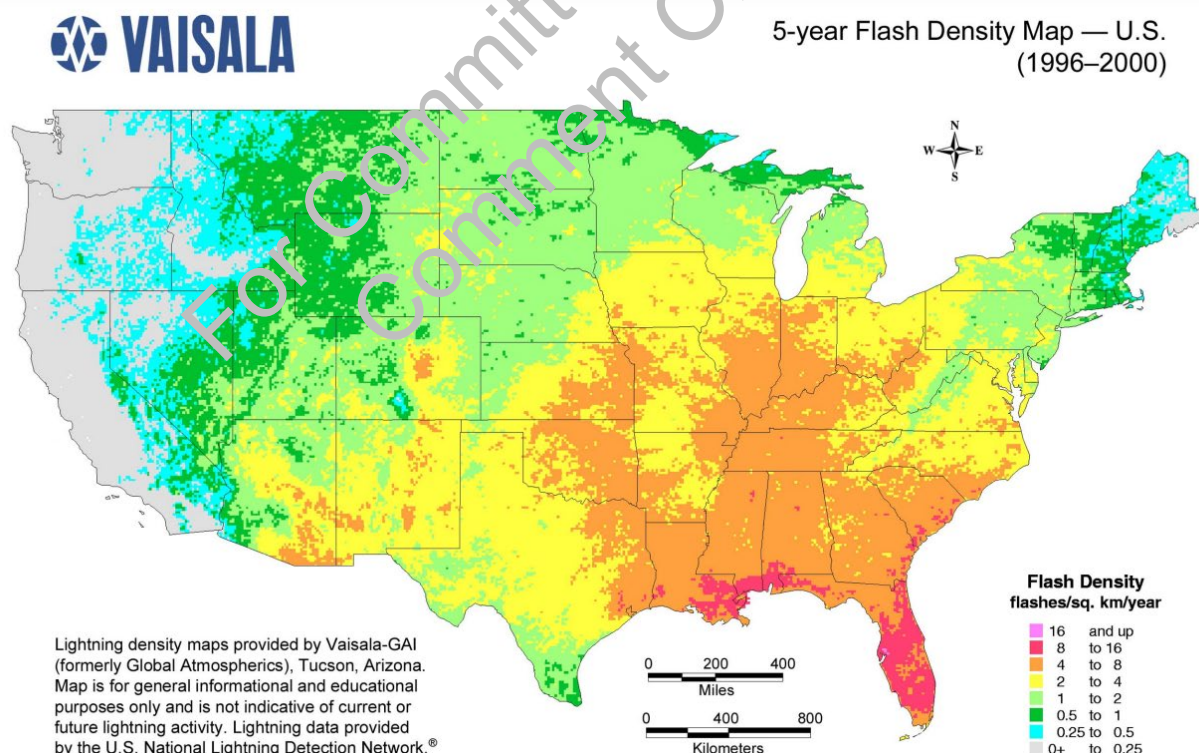 VAISALA
5-year Flash Density Map — U.S.
(1996–2000)
For Committ
Comment O
N
W E
S
Flash Density
flashes/sq. km/year
16 and up
8 to 16
4 to 8
2 to 4
1 to 2
0.5 to 1
0.25 to 0.5
0+ to 0.25
0 200 400
Miles
0 400 800
Kilometers
Lightning density maps provided by Vaisala-GAI
(formerly Global Atmospherics), Tucson, Arizona.
Map is for general informational and educational
purposes only and is not indicative of current or
future lightning activity. Lightning data provided
by the U.S. National Lightning Detection Network.®